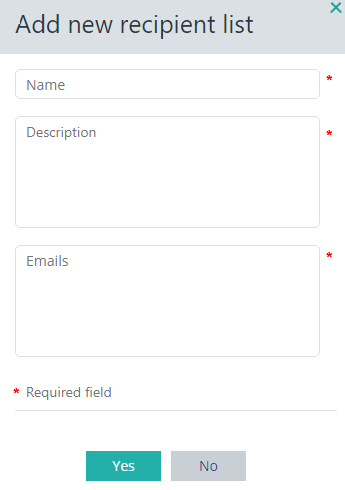 Add new recipient list
Name
*
Description
*
Emails
*
* Required field
Yes No